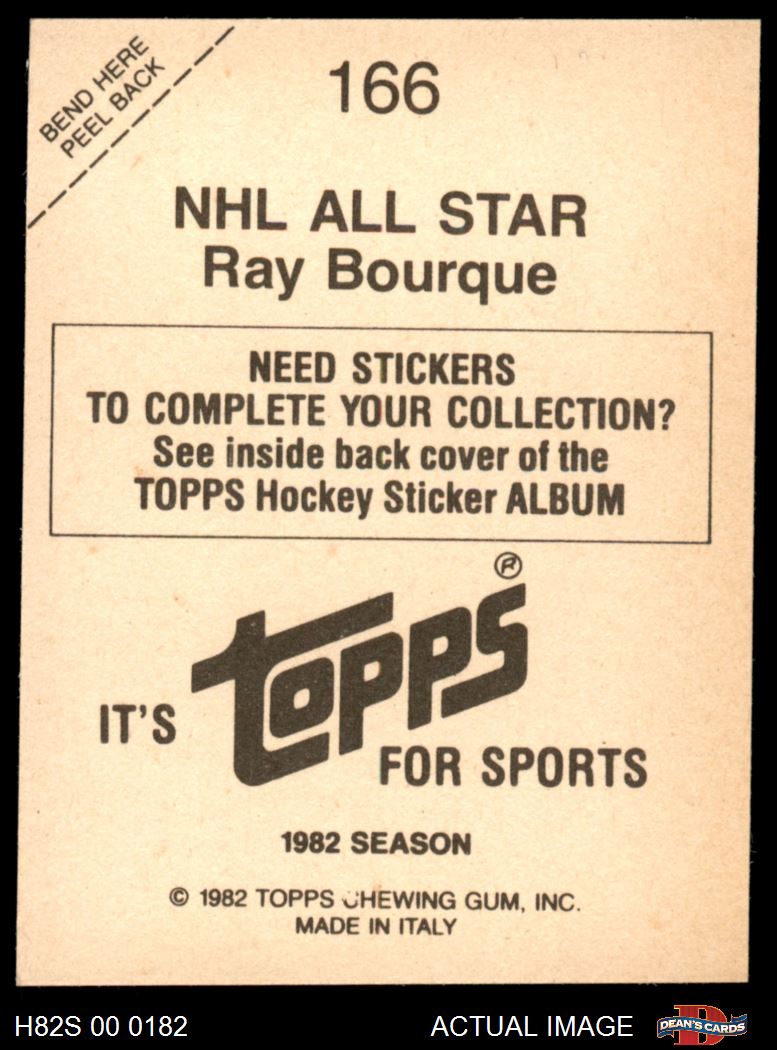 BEND HERE
PEEL BACK
166
NHL ALL STAR
Ray Bourque
NEED STICKERS
TO COMPLETE YOUR COLLECTION?
See inside back cover of the
TOPPS Hockey Sticker ALBUM
IT'S topps®
FOR SPORTS
1982 SEASON
© 1982 TOPPS CHEWING GUM, INC.
MADE IN ITALY
H82S 00 0182 ACTUAL IMAGE D DEAN'S CARDS